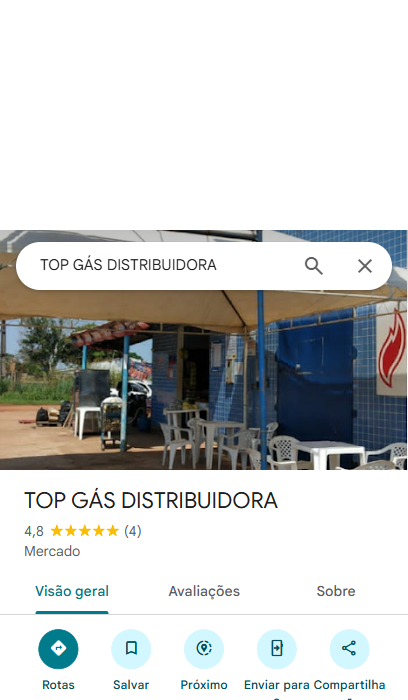 TOP GÁS DISTRIBUIDORA
TOP GÁS DISTRIBUIDORA
4,8 ★★★★★ (4)
Mercado
Visão geral Avaliações Sobre
Rotas Salvar Próximo Enviar para Compartilha